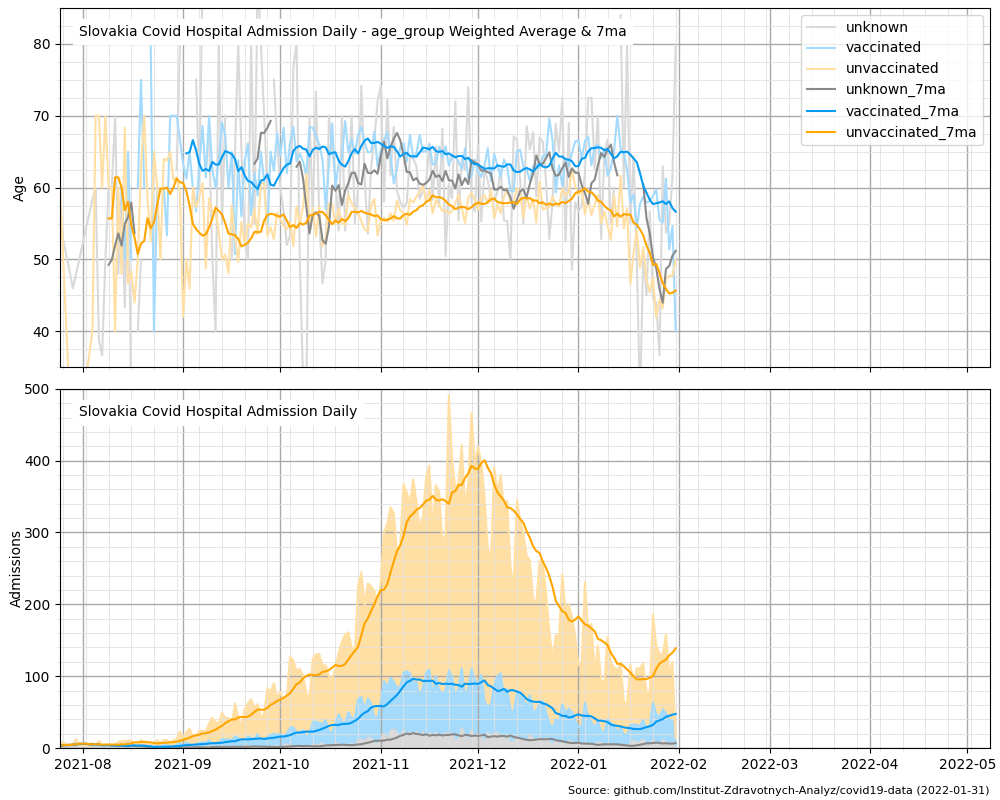 Slovakia Covid Hospital Admission Daily - age_group Weighted Average & 7ma
unknown
vaccinated
unvaccinated
unknown_7ma
vaccinated_7ma
unvaccinated_7ma
80
70
60
50
40
Age
Slovakia Covid Hospital Admission Daily
500
400
300
200
100
0
Admissions
2021-08 2021-09 2021-10 2021-11 2021-12 2022-01 2022-02 2022-03 2022-04 2022-05
Source: github.com/Institut-Zdravotnych-Analyz/covid19-data (2022-01-31)